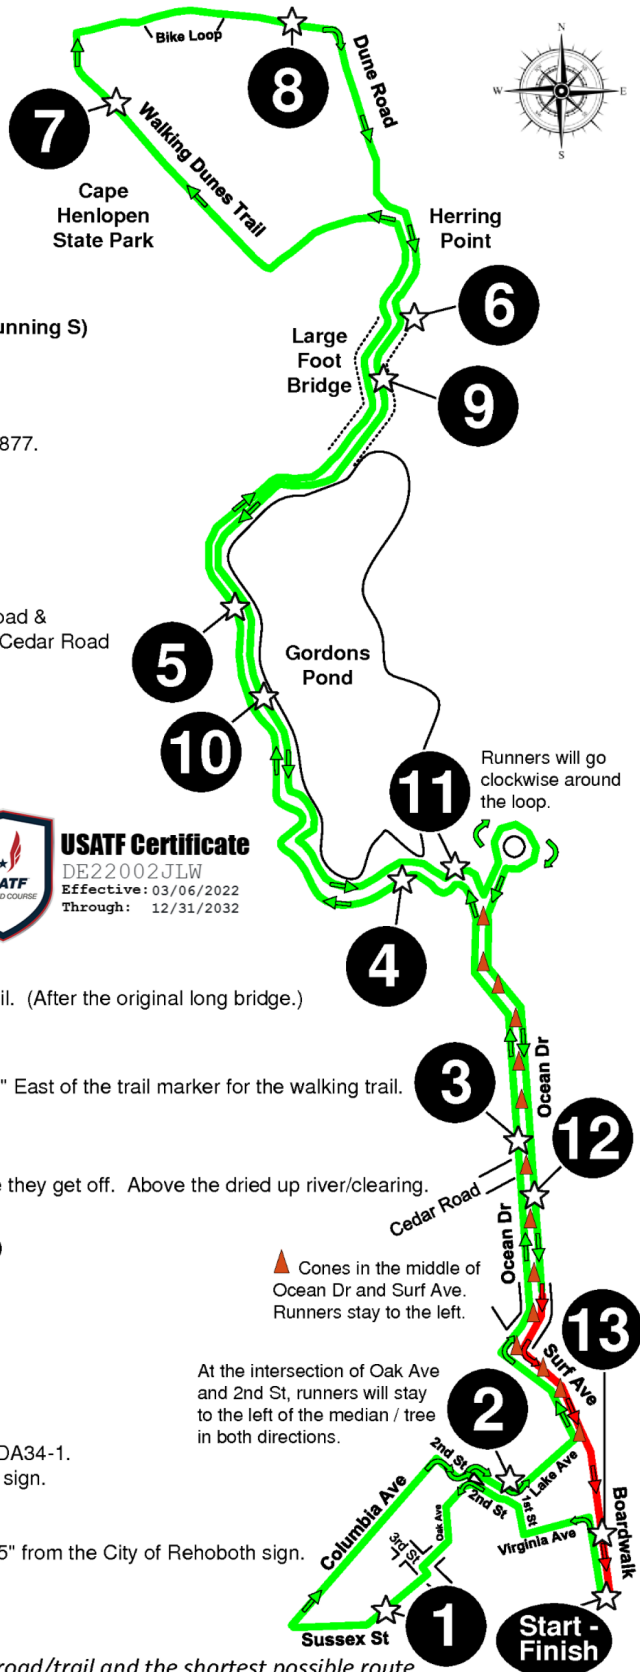 N
W
E
S
Bike Loop
8
Dune Road
7
Walking Dunes Trail
Cape
Henlopen
State Park
Herring
Point
6
unning S)
Large
Foot
Bridge
9
877.
oad &
Cedar Road
5
Gordons
Pond
10
11
Runners will go
clockwise around
the loop.
ATF
D COURSE
USATF Certificate
DE22002JLW
Effective: 03/06/2022
Through: 12/31/2032
4
il. (After the original long bridge.)
Ocean Dr
" East of the trail marker for the walking trail.
3
12
e they get off. Above the dried up river/clearing.
Cedar Road
Ocean Dr
)
Cones in the middle of
Ocean Dr and Surf Ave.
Runners stay to the left.
13
Surf Ave
At the intersection of Oak Ave
and 2nd St, runners will stay
to the left of the median / tree
in both directions.
2
DA34-1.
sign.
2nd St
Lake Ave
2nd St
1st St
Boardwalk
Columbia Ave
Oak Ave
Virginia Ave
3rd St
5" from the City of Rehoboth sign.
1
Sussex St
Start -
Finish
road/trail and the shortest possible route